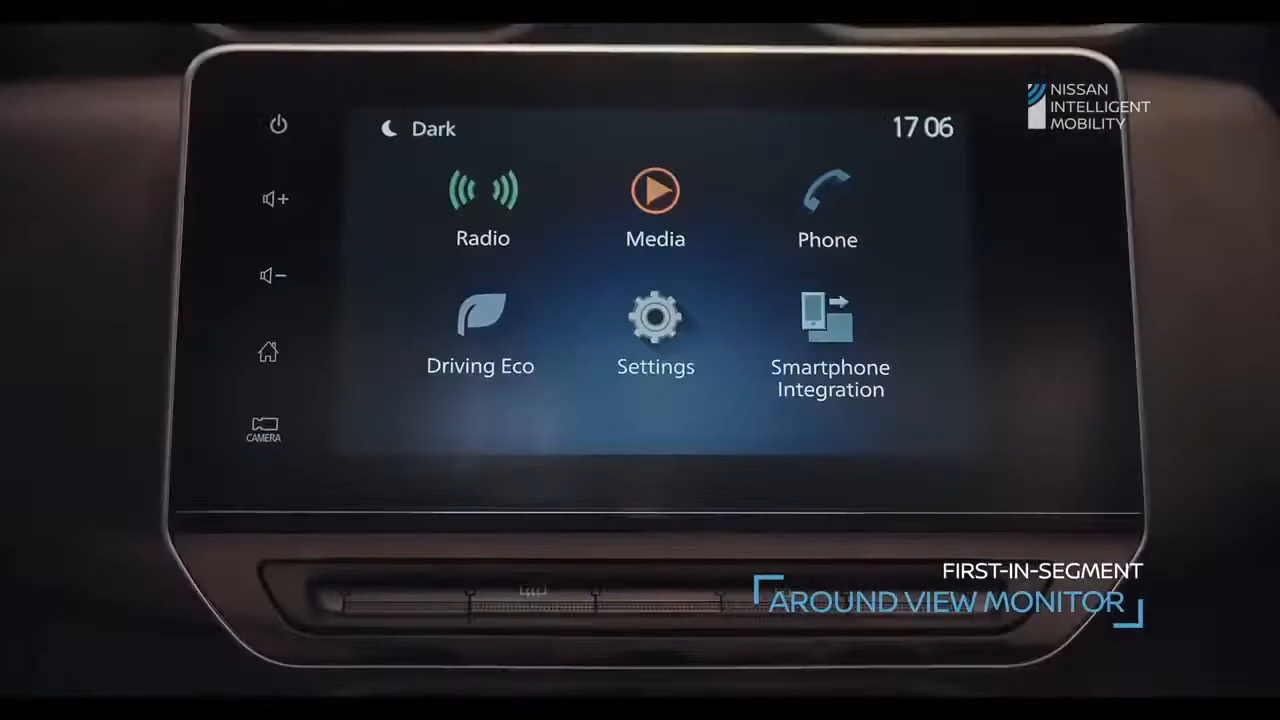 Dark
17 06
NISSAN
INTELLIGENT
MOBILITY
Radio
Media
Phone
Driving Eco
Settings
Smartphone
Integration
CAMERA
FIRST-IN-SEGMENT
AROUND VIEW MONITOR